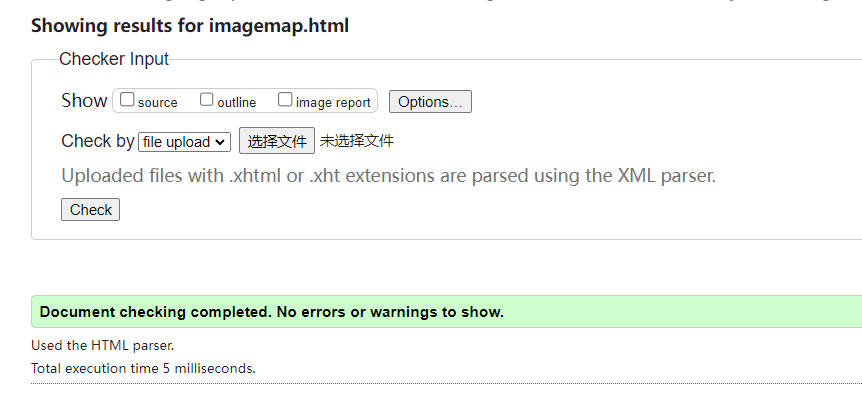 Showing results for imagemap.html
Checker Input
Show source outline image report Options...
Check by file upload 选择文件 未选择文件
Uploaded files with .xhtml or .xht extensions are parsed using the XML parser.
Check
Document checking completed. No errors or warnings to show.
Used the HTML parser.
Total execution time 5 milliseconds.